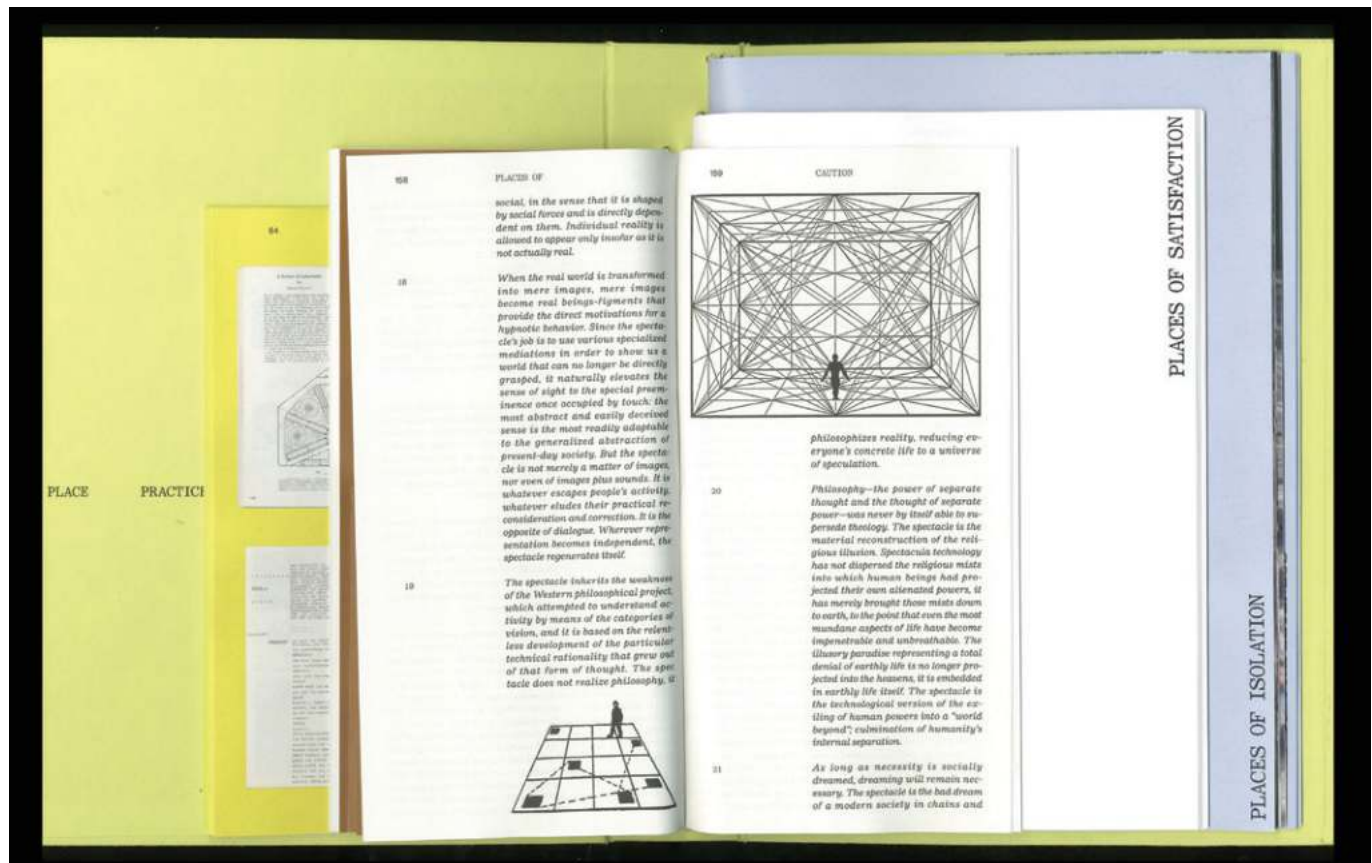 PLACE PRACTICE
64
158 PLACES OF
social, in the sense that it is shaped
by social forces and is directly depen-
dent on them. Individual reality is
allowed to appear only insofar as it is
not actually real.
18
When the real world is transformed
into mere images, mere images
become real beings-figments that
provide the direct motivations for a
hypnotic behavior. Since the specta-
cle's job is to use various specialized
mediations in order to show us a
world that can no longer be directly
grasped, it naturally elevates the
sense of sight to the special preem-
inence once occupied by touch: the
most abstract and easily deceived
sense is the most readily adaptable
to the generalized abstraction of
present-day society. But the specta-
cle is not merely a matter of images,
nor even of images plus sounds. It is
whatever escapes people's activity,
whatever eludes their practical re-
consideration and correction. It is the
opposite of dialogue. Wherever repre-
sentation becomes independent, the
spectacle regenerates itself.
19
The spectacle inherits the weakness
of the Western philosophical project,
which attempted to understand ac-
tivity by means of the categories of
vision, and it is based on the relent-
less development of the particular
technical rationality that grew out
of that form of thought. The spec
tacle does not realize philosophy, it
159 CAUTION
philosophizes reality, reducing ev-
eryone's concrete life to a universe
of speculation.
20
Philosophy—the power of separate
thought and the thought of separate
power—was never by itself able to su-
persede theology. The spectacle is the
material reconstruction of the reli-
gious illusion. Spectacula technology
has not dispersed the religious mists
into which human beings had pro-
jected their own alienated powers, it
has merely brought those mists down
to earth, to the point that even the most
mundane aspects of life have become
impenetrable and unbreathable. The
illusory paradise representing a total
denial of earthly life is no longer pro-
jected into the heavens, it is embedded
in earthly life itself. The spectacle is
the technological version of the ex-
iling of human powers into a "world
beyond"; culmination of humanity's
internal separation.
21
As long as necessity is socially
dreamed, dreaming will remain nec-
essary. The spectacle is the bad dream
of a modern society in chains and
PLACES OF SATISFACTION
PLACES OF ISOLATION